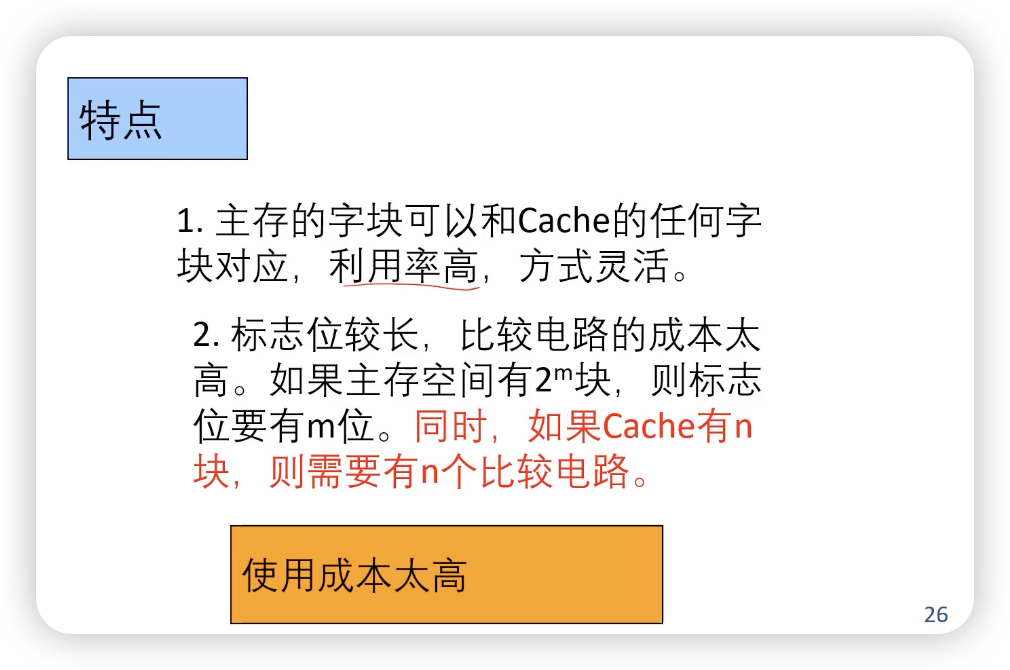 特点
1. 主存的字块可以和Cache的任何字
块对应，利用率高，方式灵活。
2. 标志位较长，比较电路的成本太
高。如果主存空间有2ᵐ块，则标志
位要有m位。同时，如果Cache有n
块，则需要有n个比较电路。
使用成本太高
26